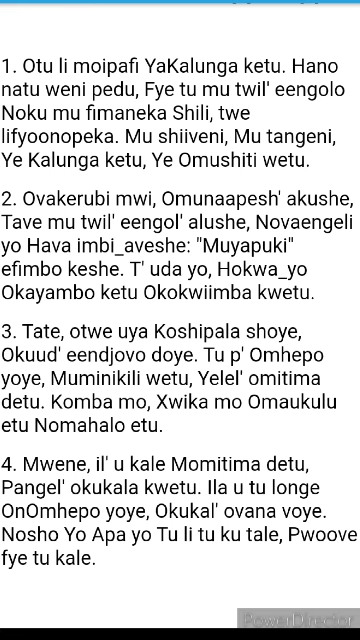 1. Otu li moipafi YaKalunga ketu. Hano
natu weni pedu, Fye tu mu twil' eengolo
Noku mu fimaneka Shili, twe
lifyoonopeka. Mu shiiveni, Mu tangeni,
Ye Kalunga ketu, Ye Omushiti wetu.
2. Ovakerubi mwi, Omunaapesh' akushe,
Tave mu twil' eengol' alushe, Novaengeli
yo Hava imbi_aveshe: "Muyapuki"
efimbo keshe. T' uda yo, Hokwa_yo
Okayambo ketu Okokwiimba kwetu.
3. Tate, otwe uya Koshipala shoye,
Okuud' eendjovo doye. Tu p' Omhepo
yoye, Muminikili wetu, Yelel' omitima
detu. Komba mo, Xwika mo Omaukulu
etu Nomahalo etu.
4. Mwene, il' u kale Momitima detu,
Pangel' okukala kwetu. Ila u tu longe
OnOmhepo yoye, Okukal' ovana voye.
Nosho Yo Apa yo Tu li tu ku tale, Pwoove
fye tu kale.
PowerDirector